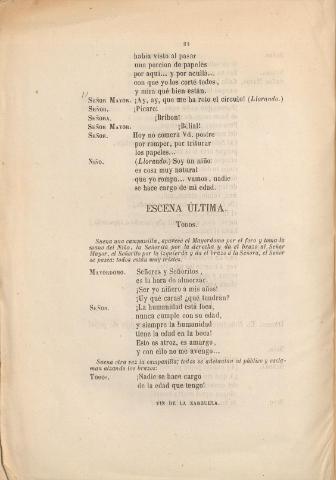 31
habia visto al pasar
una porcion de papeles
por aqui... y por acullá...
con que yo los corté todos,
y mira qué bien están.
SEÑOR MAYOR. ¡Ay, ay, que me ha roto el círculo! (Llorando.)
SEÑOR. ¡Pícaro!
SEÑORA. ¡Bribon!
SEÑOR MAYOR. ¡Belial!
SEÑOR. Hoy no comerá Vd. postre
por romper, por triturar
los papeles...
NIÑO. (Llorando.) Soy un niño:
es cosa muy natural
que yo rompa... vamos, nadie
se hace cargo de mi edad.
ESCENA ÚLTIMA.
TODOS.
Suena una campanilla, aparece el Mayordomo por el foro y toma la
mano del Niño, la Señorita por la derecha y da el brazo al Señor
Mayor, el Señorito por la izquierda y da el brazo á la Señora, el Señor
se pasea: todos están muy tristes.
MAYORDOMO. Señores y Señoritos,
es la hora de almorzar.
¡Ser yo niñero a mis años!
¡Uy qué caras! ¿qué tendrán?
SEÑOR. ¡La humanidad está loca,
nunca cumple con su edad,
y siempre la humanidad
tiene la edad en la boca!
Esto es atroz, es amargo,
y con ello no me avengo...
Suena otra vez la campanilla; todos se adelantan al público y excla-
man alzando los brazos:
TODOS. ¡Nadie se hace cargo
de la edad que tengo!
FIN DE LA ZARZUELA.